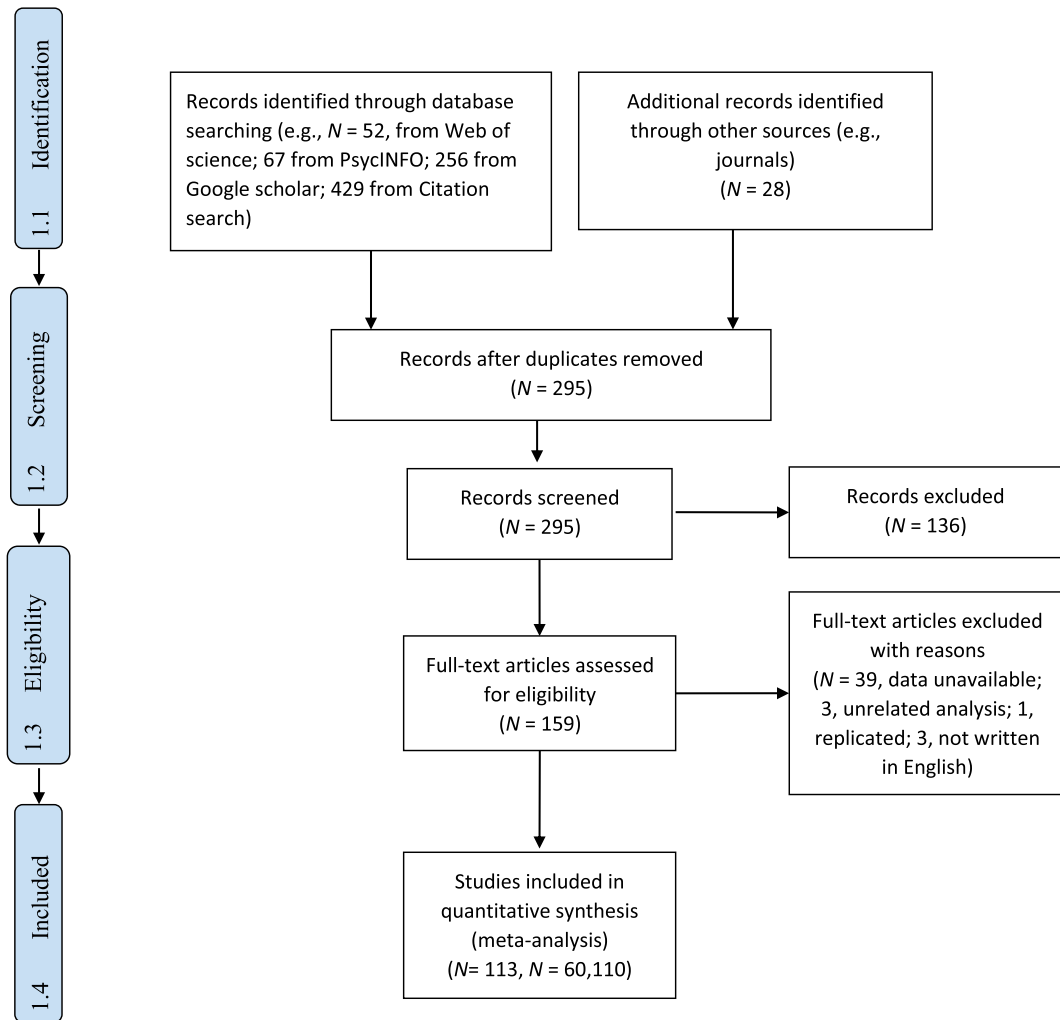 1.1 Identification
Records identified through database
searching (e.g., N = 52, from Web of
science; 67 from PsycINFO; 256 from
Google scholar; 429 from Citation
search)
Additional records identified
through other sources (e.g.,
journals)
(N = 28)
1.2 Screening
Records after duplicates removed
(N = 295)
Records screened
(N = 295)
Records excluded
(N = 136)
1.3 Eligibility
Full-text articles assessed
for eligibility
(N = 159)
Full-text articles excluded
with reasons
(N = 39, data unavailable;
3, unrelated analysis; 1,
replicated; 3, not written
in English)
1.4 Included
Studies included in
quantitative synthesis
(meta-analysis)
(N= 113, N = 60,110)